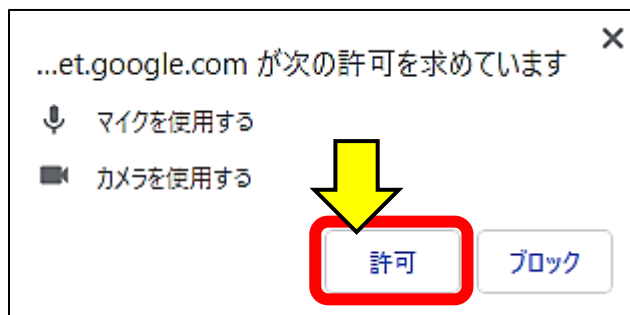 ...et.google.com が次の許可を求めています
マイクを使用する
カメラを使用する
許可
ブロック